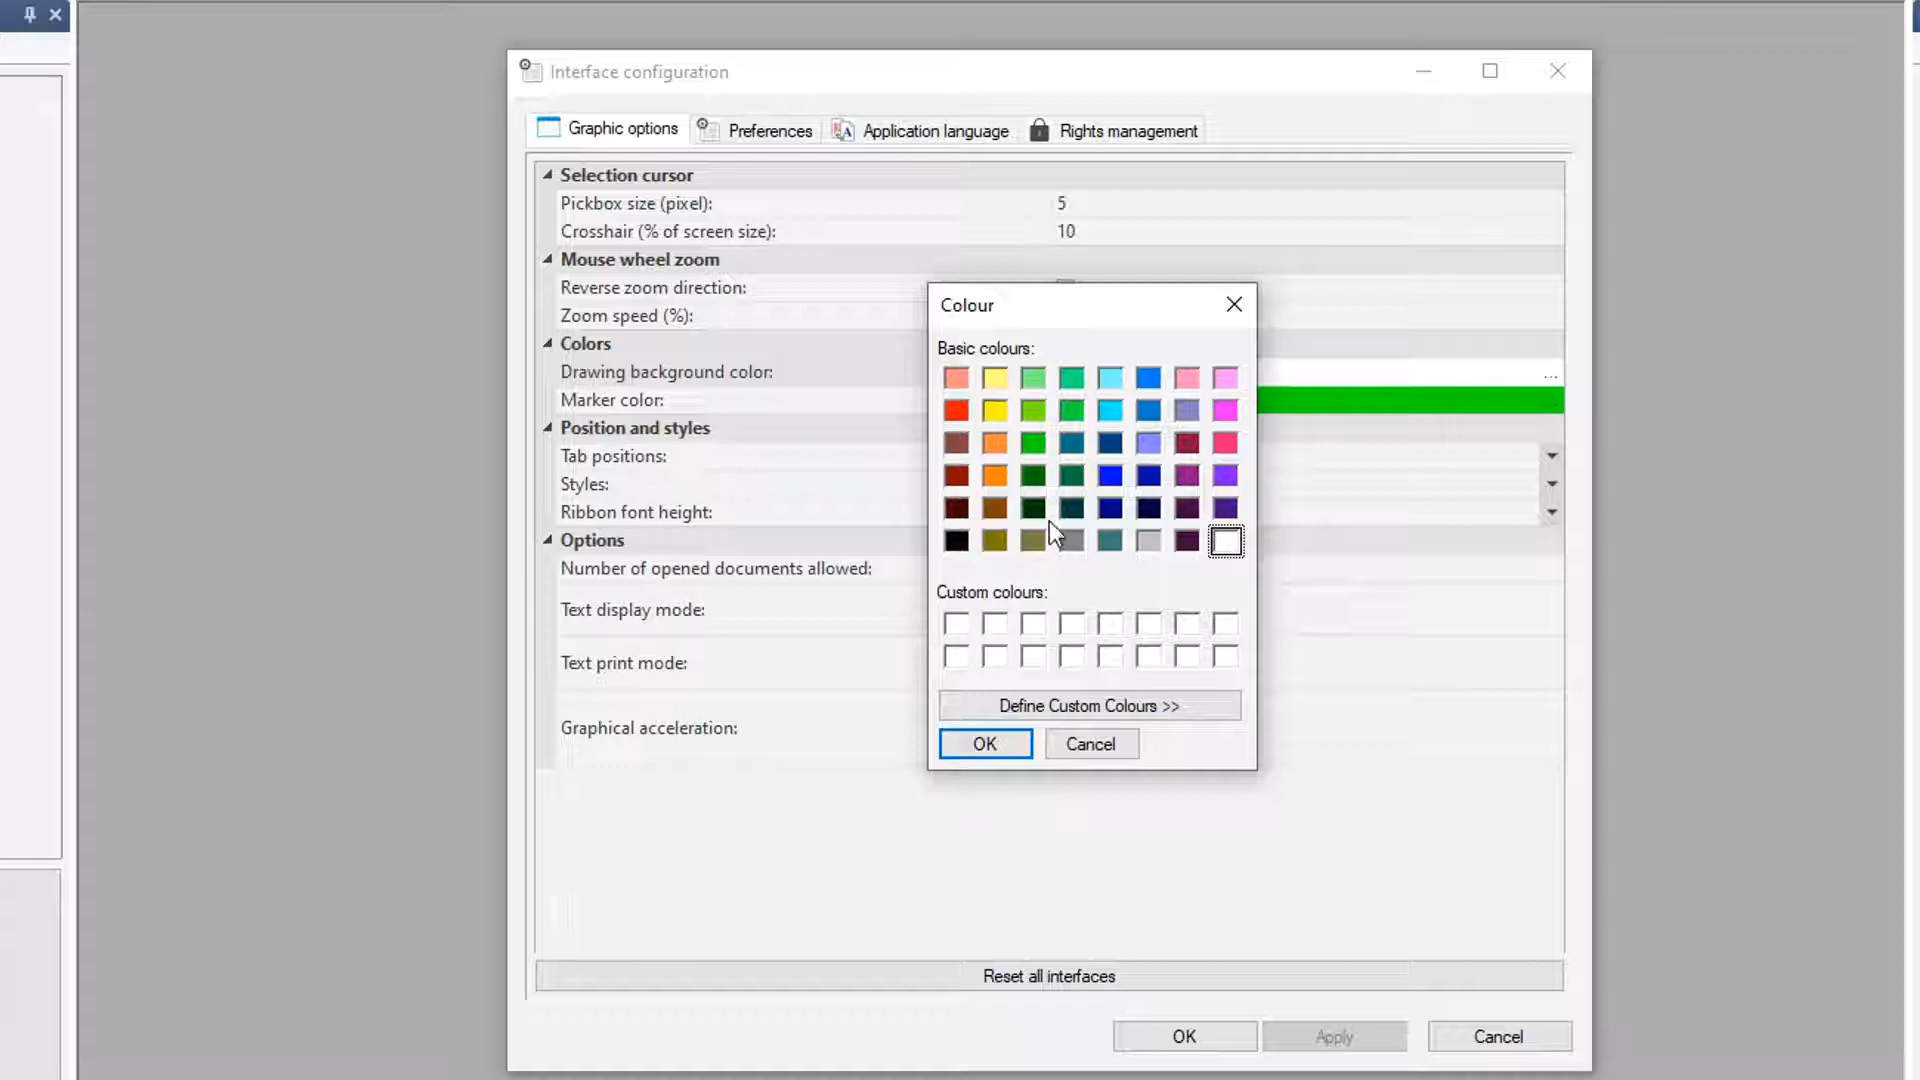 Interface configuration
Graphic options
Preferences
Application language
Rights management
Selection cursor
Pickbox size (pixel): 5
Crosshair (% of screen size): 10
Mouse wheel zoom
Reverse zoom direction:
Zoom speed (%):
Colors
Drawing background color: ...
Marker color:
Position and styles
Tab positions:
Styles:
Ribbon font height:
Options
Number of opened documents allowed:
Text display mode:
Text print mode:
Graphical acceleration:
Colour
Basic colours:
Custom colours:
Define Custom Colours >>
OK
Cancel
Reset all interfaces
OK
Apply
Cancel